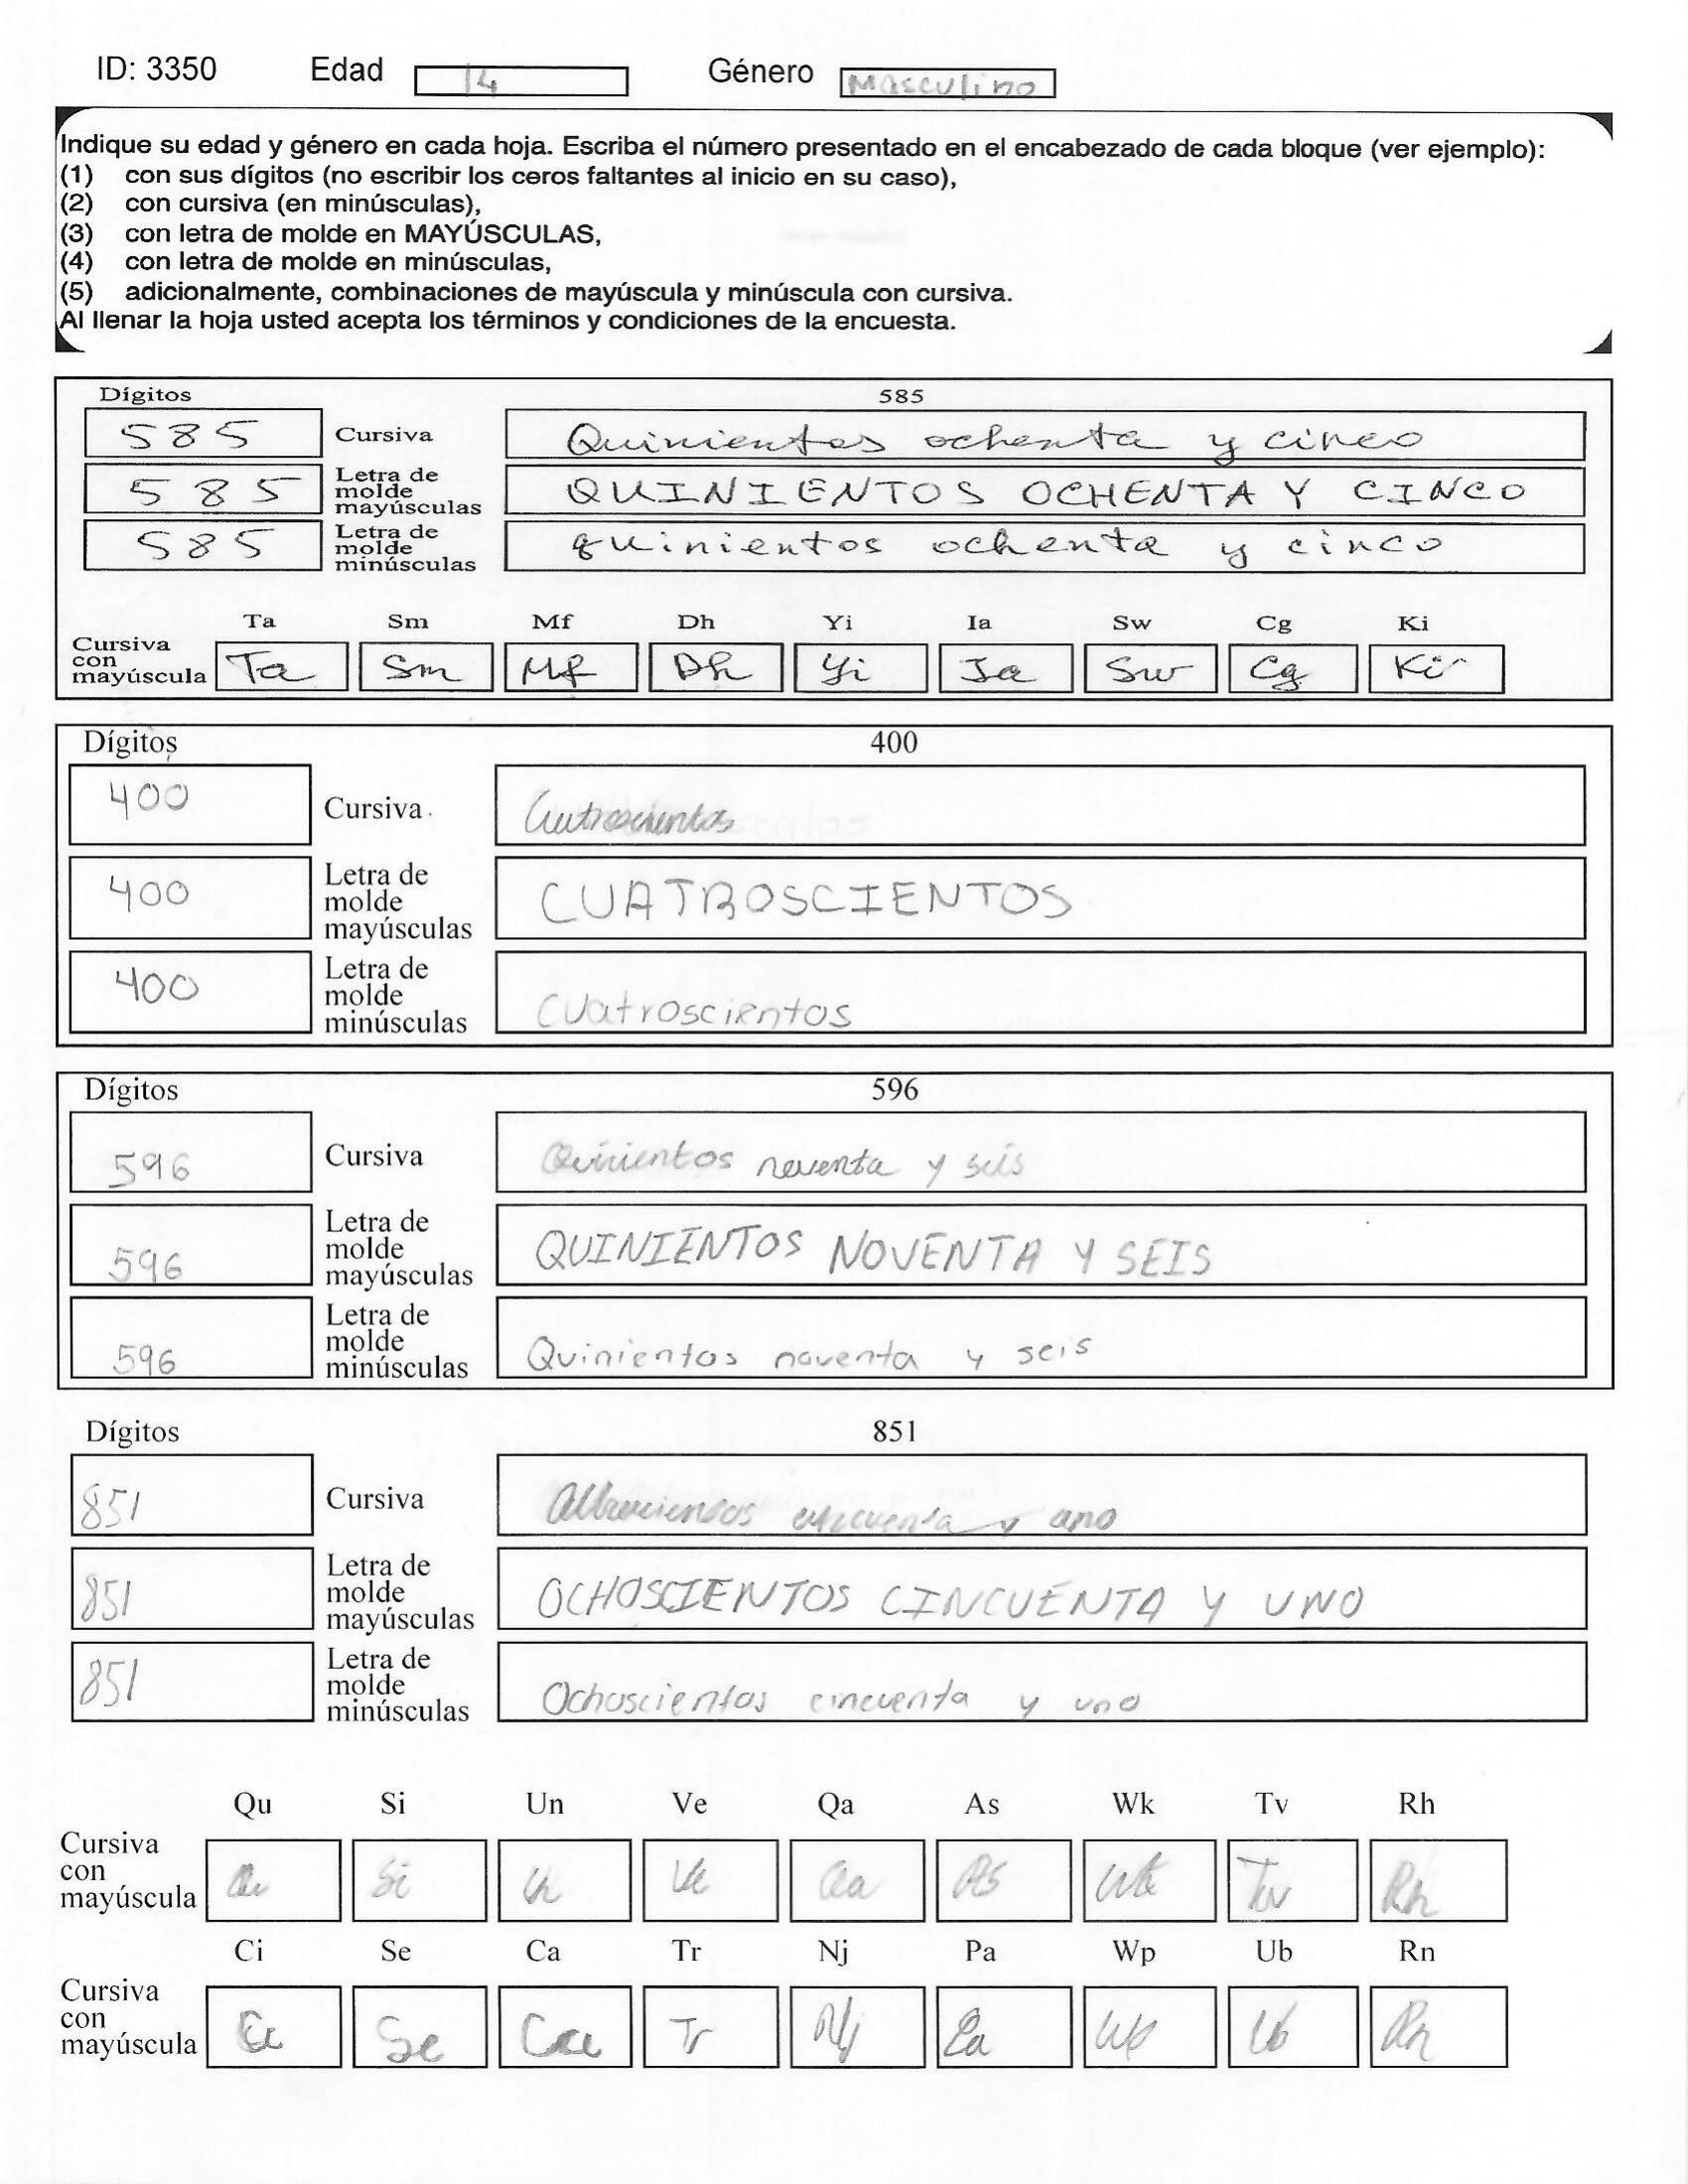 ID: 3350 Edad 14 Género Masculino
Indique su edad y género en cada hoja. Escriba el número presentado en el encabezado de cada bloque (ver ejemplo):
(1) con sus dígitos (no escribir los ceros faltantes al inicio en su caso),
(2) con cursiva (en minúsculas),
(3) con letra de molde en MAYÚSCULAS,
(4) con letra de molde en minúsculas,
(5) adicionalmente, combinaciones de mayúscula y minúscula con cursiva.
Al llenar la hoja usted acepta los términos y condiciones de la encuesta.
Dígitos 585
585 Cursiva Quinientos ochenta y cinco
585 Letra de molde mayúsculas QUINIENTOS OCHENTA Y CINCO
585 Letra de molde minúsculas quinientos ochenta y cinco
Ta Sm Mf Dh Yi Ia Sw Cg Ki
Cursiva con mayúscula Ta Sm Mf Dh Yi Ia Sw Cg Ki
Dígitos 400
400 Cursiva
400 Letra de molde mayúsculas CUATROSCIENTOS
400 Letra de molde minúsculas Cuatroscientos
Dígitos 596
596 Cursiva Quinientos noventa y seis
596 Letra de molde mayúsculas QUINIENTOS NOVENTA Y SEIS
596 Letra de molde minúsculas Quinientos noventa y seis
Dígitos 851
851 Cursiva y
851 Letra de molde mayúsculas OCHOSCIENTOS CINCUENTA Y UNO
851 Letra de molde minúsculas Ochoscientos cincuenta y uno
Qu Si Un Ve Qa As Wk Tv Rh
Cursiva con mayúscula Qu Si Un Ve Qa As Wk Tv Rh
Ci Se Ca Tr Nj Pa Wp Ub Rn
Cursiva con mayúscula Ci Se Ca Tr Nj Pa Wp Ub Rn